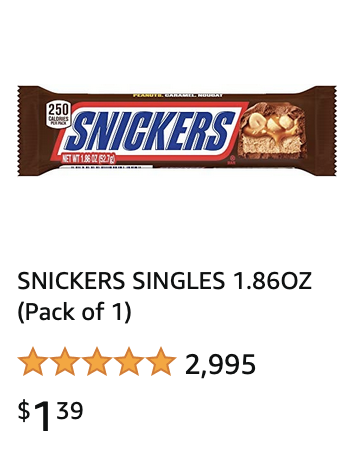 PEANUTS, CARAMEL, NOUGAT
250
CALORIES
PER PACK
SNICKERS
NET WT 1.86 OZ (52.7g)
SNICKERS SINGLES 1.86OZ
(Pack of 1)
2,995
$1 39